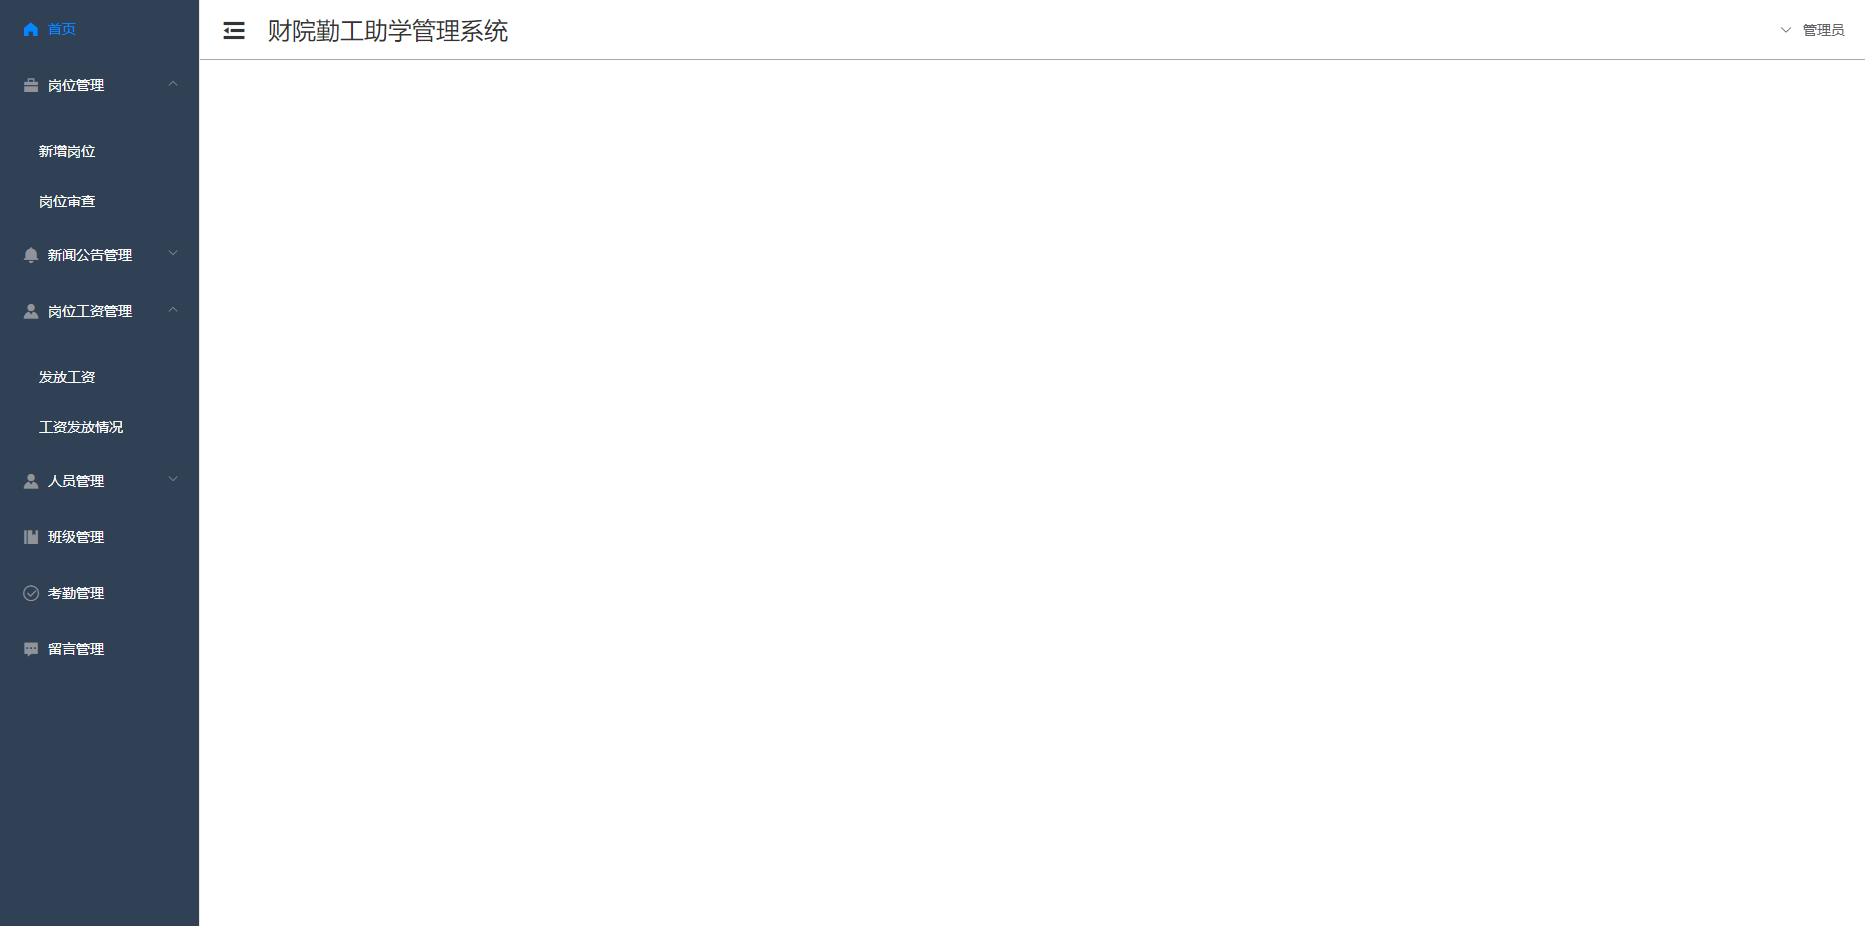 首页
岗位管理
新增岗位
岗位审查
新闻公告管理
岗位工资管理
发放工资
工资发放情况
人员管理
班级管理
考勤管理
留言管理
财院勤工助学管理系统
管理员